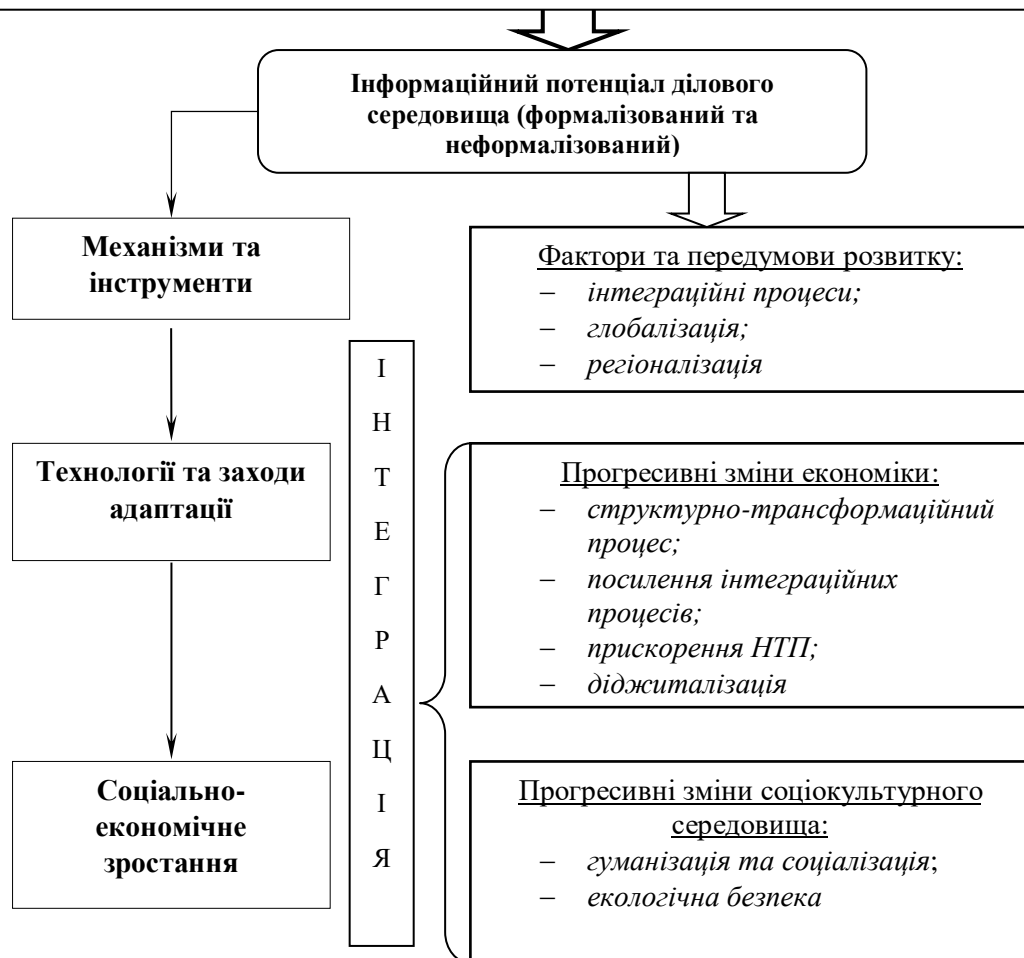 Інформаційний потенціал ділового
середовища (формалізований та
неформалізований)
Механізми та
інструменти
Фактори та передумови розвитку:
– інтеграційні процеси;
– глобалізація;
– регіоналізація
І
Н
Т
Е
Г
Р
А
Ц
І
Я
Технології та заходи
адаптації
Прогресивні зміни економіки:
– структурно-трансформаційний
процес;
– посилення інтеграційних
процесів;
– прискорення НТП;
– діджиталізація
Соціально-
економічне
зростання
Прогресивні зміни соціокультурного
середовища:
– гуманізація та соціалізація;
– екологічна безпека